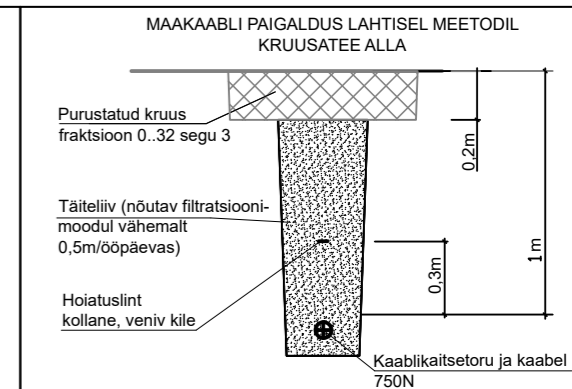 MAAKAABLI PAIGALDUS LAHTISEL MEETODIL
KRUUSATEE ALLA
Purustatud kruus
fraktsioon 0..32 segu 3
0,2m
Täiteliiv (nõutav filtratsiooni-
moodul vähemalt
0,5m/ööpäevas)
1m
0,3m
Hoiatuslint
kollane, veniv kile
Kaablikaitsetoru ja kaabel
750N